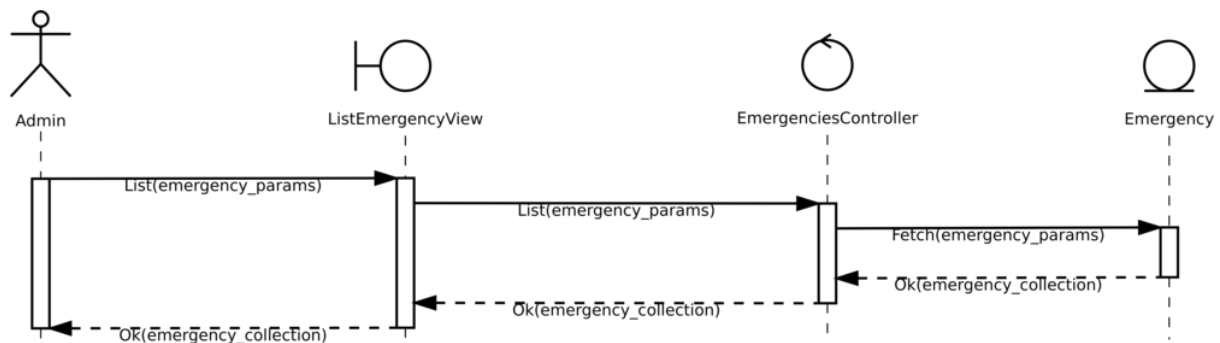 Admin
ListEmergencyView
EmergenciesController
Emergency
List(emergency_params)
List(emergency_params)
Fetch(emergency_params)
Ok(emergency_collection)
Ok(emergency_collection)
Ok(emergency_collection)